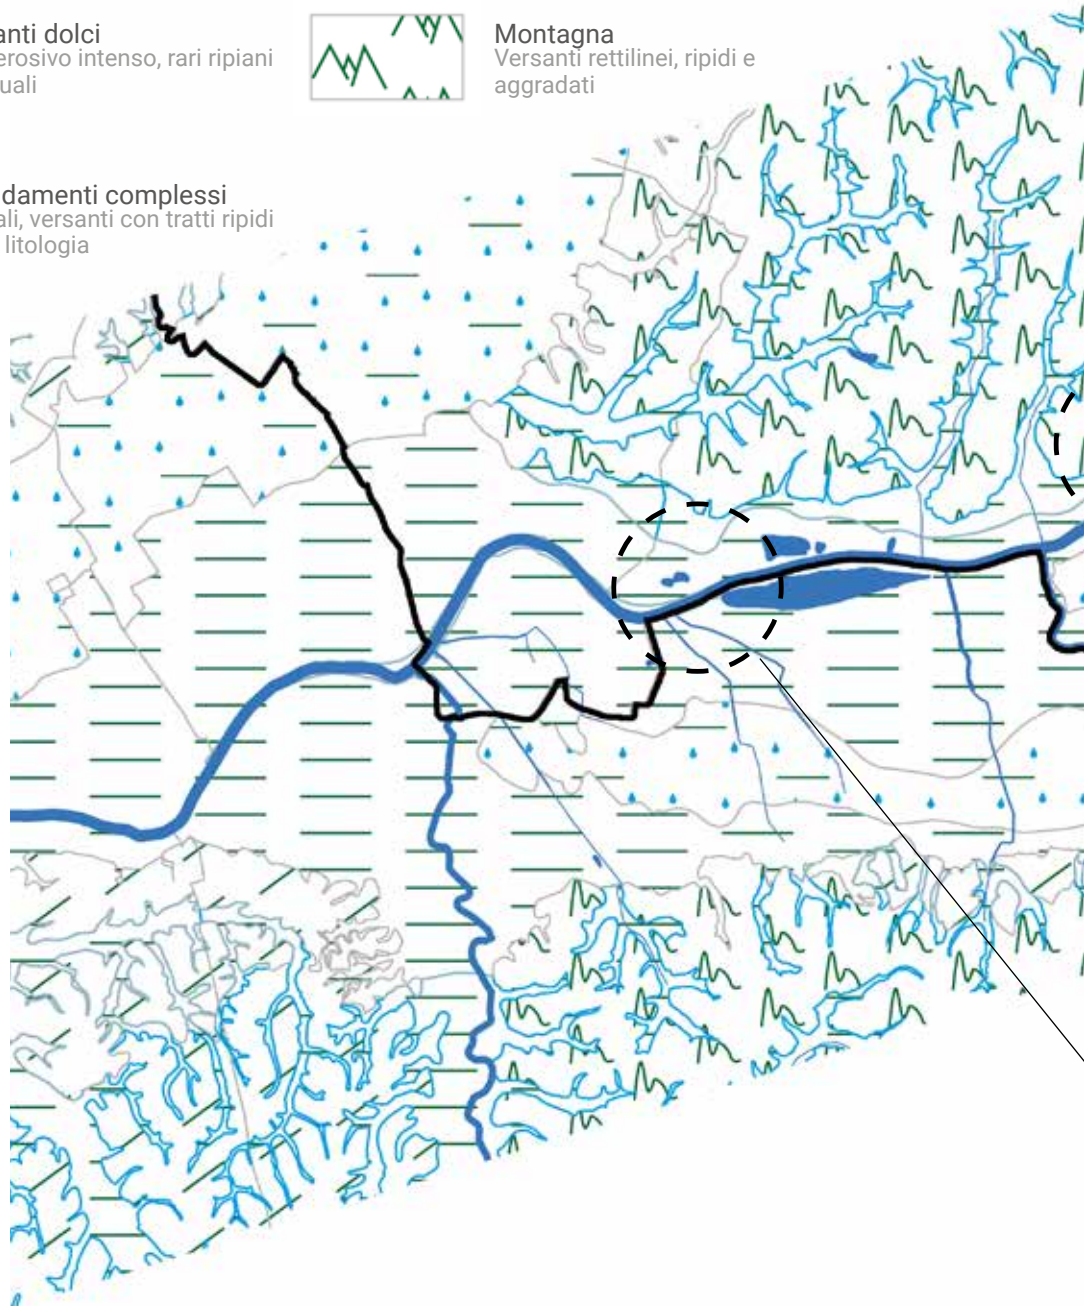 anti dolci
erosivo intenso, rari ripiani
uali
Montagna
Versanti rettilinei, ripidi e
aggradati
damenti complessi
ali, versanti con tratti ripidi
litologia